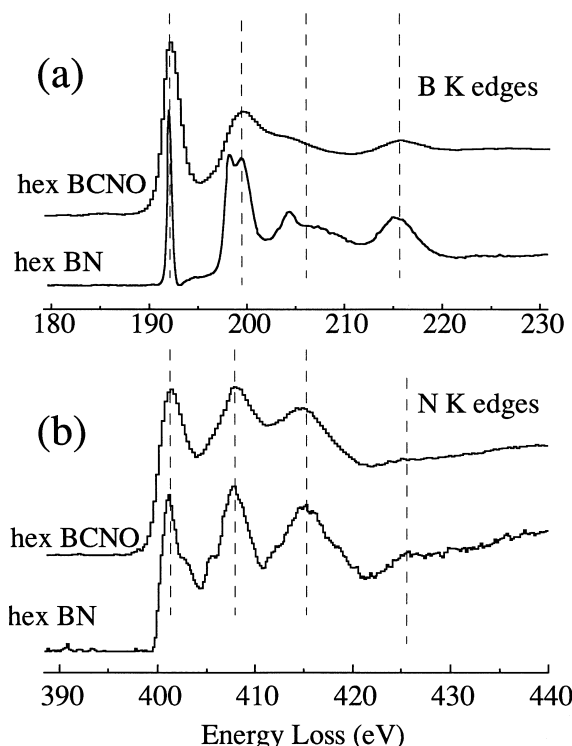 (a)
B K edges
hex BCNO
hex BN
180 190 200 210 220 230
(b)
N K edges
hex BCNO
hex BN
390 400 410 420 430 440
Energy Loss (eV)